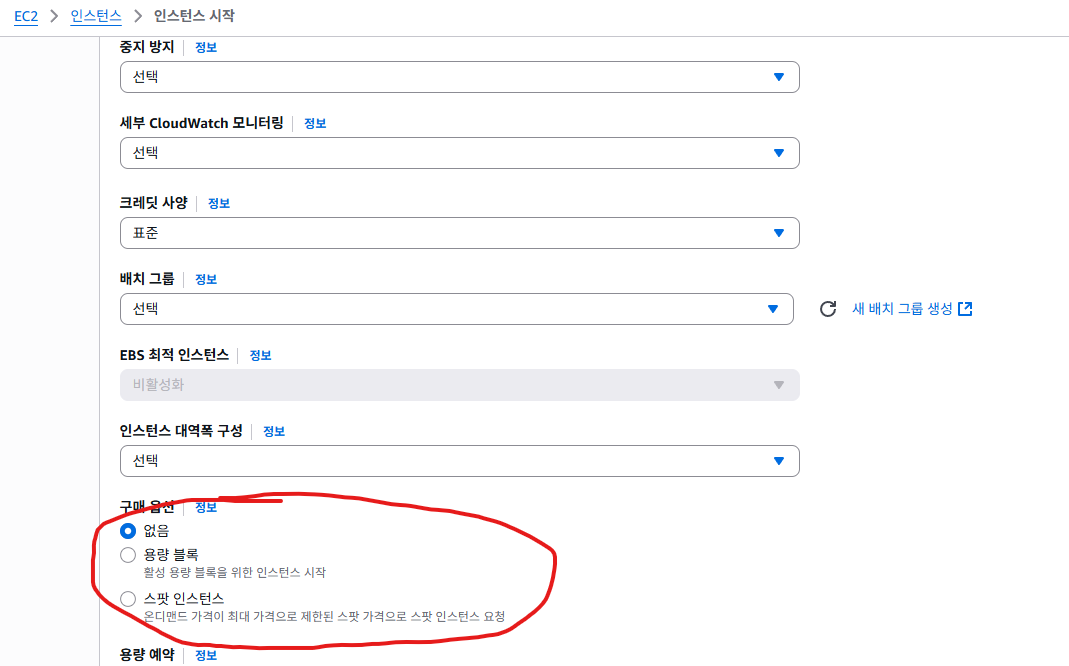 EC2 > 인스턴스 > 인스턴스 시작
중지 방지 정보
선택
세부 CloudWatch 모니터링 정보
선택
크레딧 사양 정보
표준
배치 그룹 정보
선택
새 배치 그룹 생성
EBS 최적 인스턴스 정보
비활성화
인스턴스 대역폭 구성 정보
선택
구매 옵션 정보
없음
용량 블록
활성 용량 블록을 위한 인스턴스 시작
스팟 인스턴스
온디맨드 가격이 최대 가격으로 제한된 스팟 가격으로 스팟 인스턴스 요청
용량 예약 정보